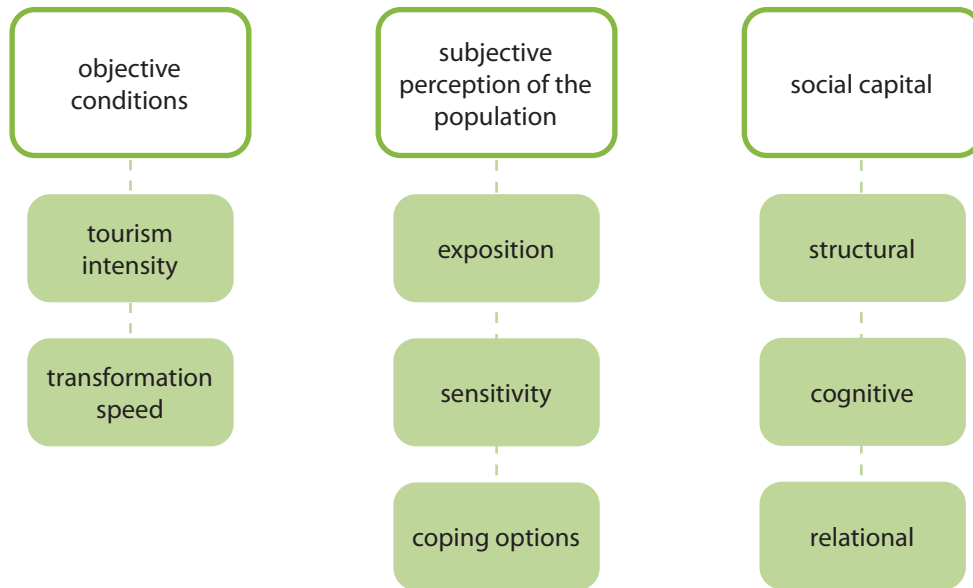 objective
conditions
tourism
intensity
transformation
speed
subjective
perception of the
population
exposition
sensitivity
coping options
social capital
structural
cognitive
relational